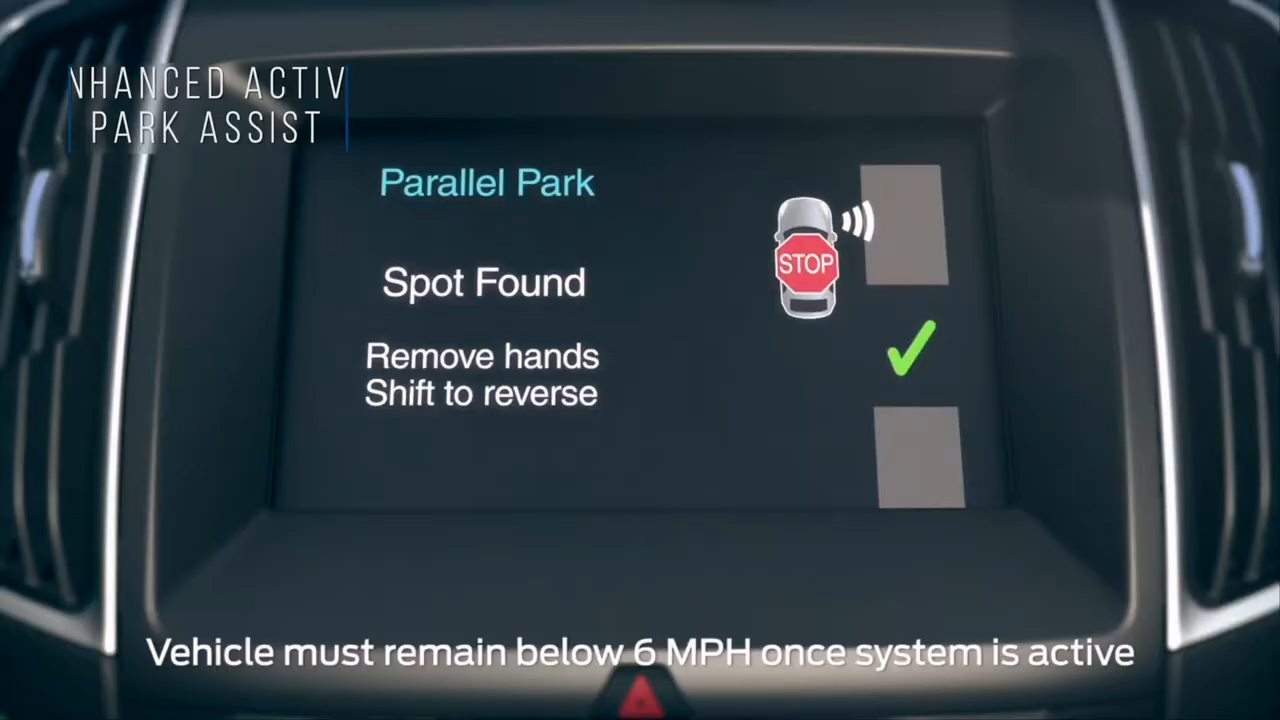 NHANCED ACTIV
PARK ASSIST
Parallel Park
Spot Found
STOP
Remove hands
Shift to reverse
Vehicle must remain below 6 MPH once system is active